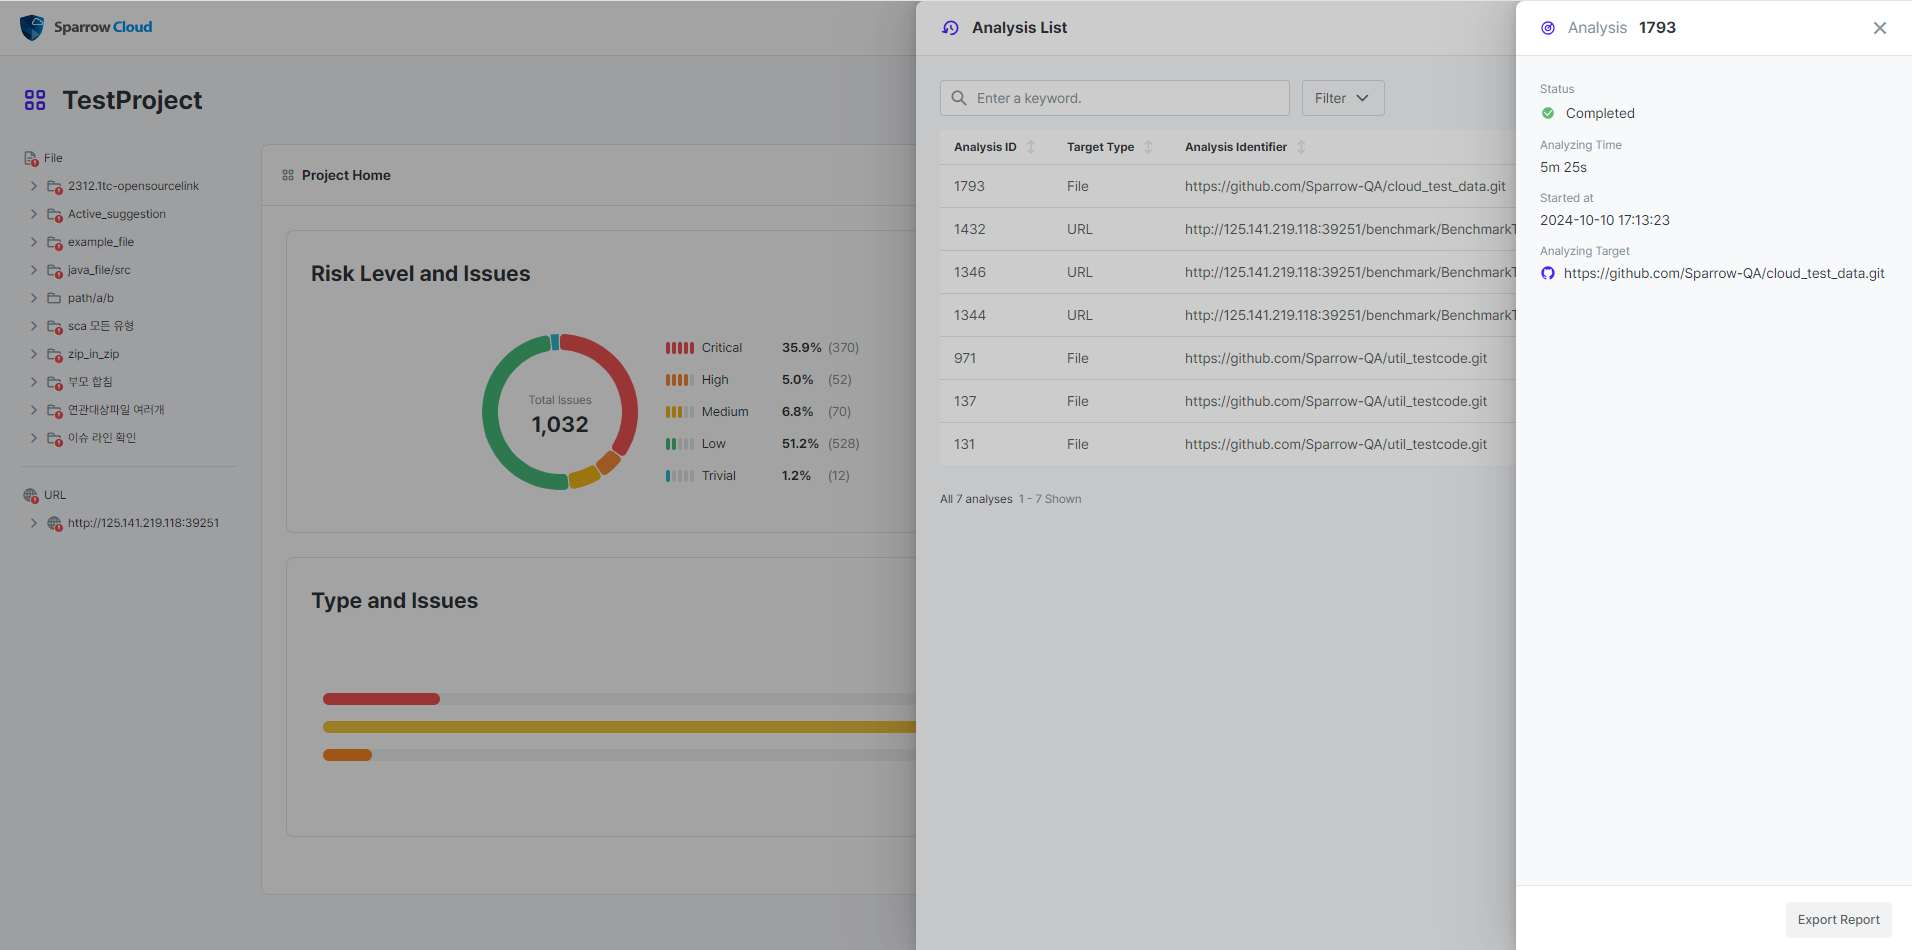 Sparrow Cloud
TestProject
File
2312.1tc-opensourcelink
Active_suggestion
example_file
java_file/src
path/a/b
sca 모든 유형
zip_in_zip
부모 합침
연관대상파일 여러개
이슈 라인 확인
URL
http://125.141.219.118:39251
Project Home
Risk Level and Issues
Total Issues
1,032
Critical 35.9% (370)
High 5.0% (52)
Medium 6.8% (70)
Low 51.2% (528)
Trivial 1.2% (12)
Type and Issues
Analysis List
Enter a keyword.
Filter
Analysis ID Target Type Analysis Identifier
1793 File https://github.com/Sparrow-QA/cloud_test_data.git
1432 URL http://125.141.219.118:39251/benchmark/BenchmarkT
1346 URL http://125.141.219.118:39251/benchmark/BenchmarkT
1344 URL http://125.141.219.118:39251/benchmark/BenchmarkT
971 File https://github.com/Sparrow-QA/util_testcode.git
137 File https://github.com/Sparrow-QA/util_testcode.git
131 File https://github.com/Sparrow-QA/util_testcode.git
All 7 analyses 1 - 7 Shown
Analysis 1793
Status
Completed
Analyzing Time
5m 25s
Started at
2024-10-10 17:13:23
Analyzing Target
https://github.com/Sparrow-QA/cloud_test_data.git
Export Report